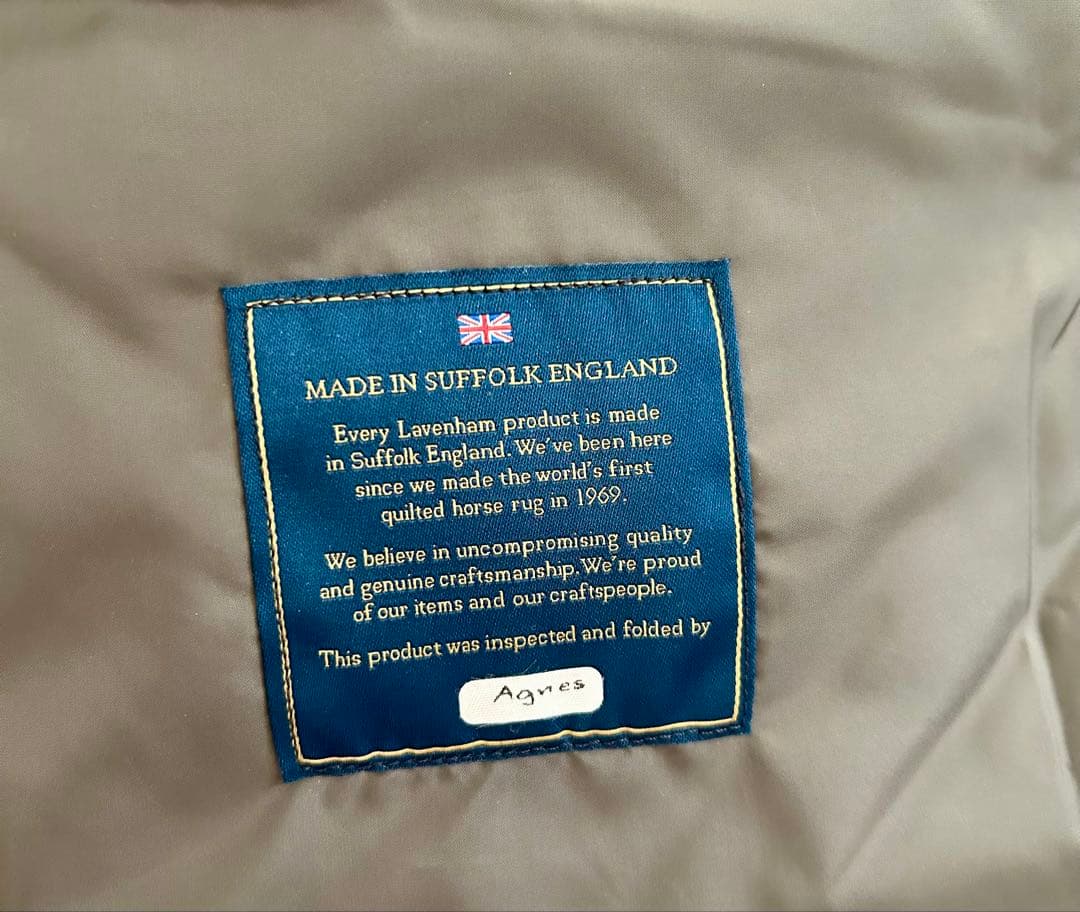 MADE IN SUFFOLK ENGLAND
Every Lavenham product is made
in Suffolk England. We've been here
since we made the world's first
quilted horse rug in 1969.
We believe in uncompromising quality
and genuine craftsmanship. We're proud
of our items and our craftspeople.
This product was inspected and folded by
Agnes